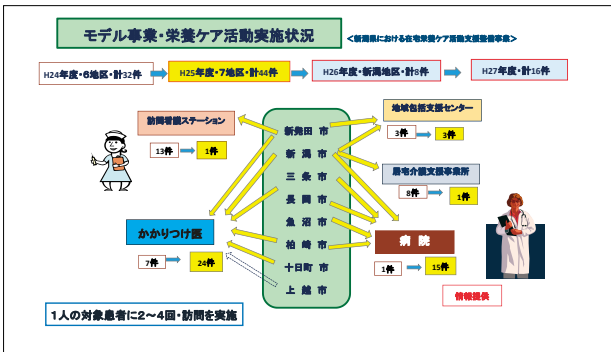 モデル事業・栄養ケア活動実施状況
＜新潟県における在宅栄養ケア活動支援整備事業＞
H24年度・6地区・計32件
H25年度・7地区・計44件
H26年度・新潟地区・計8件
H27年度・計16件
訪問看護ステーション
13件
1件
新発田市
新潟市
三条市
長岡市
魚沼市
柏崎市
十日町市
上越市
地域包括支援センター
3件
3件
居宅介護支援事業所
8件
1件
かかりつけ医
7件
24件
病院
1件
15件
情報提供
1人の対象患者に2～4回・訪問を実施